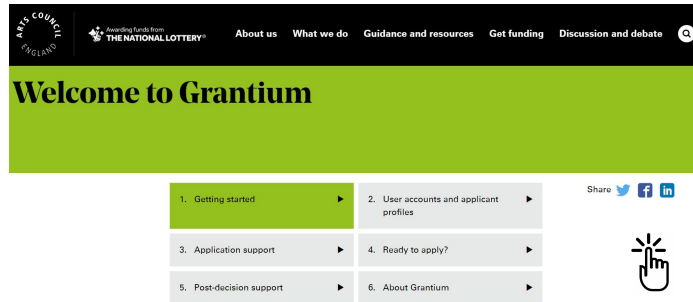 ARTS COUNCIL
ENGLAND
Awarding funds from
THE NATIONAL LOTTERY®
About us What we do Guidance and resources Get funding Discussion and debate
Welcome to Grantium
Share
1. Getting started
2. User accounts and applicant
profiles
3. Application support
4. Ready to apply?
5. Post-decision support
6. About Grantium